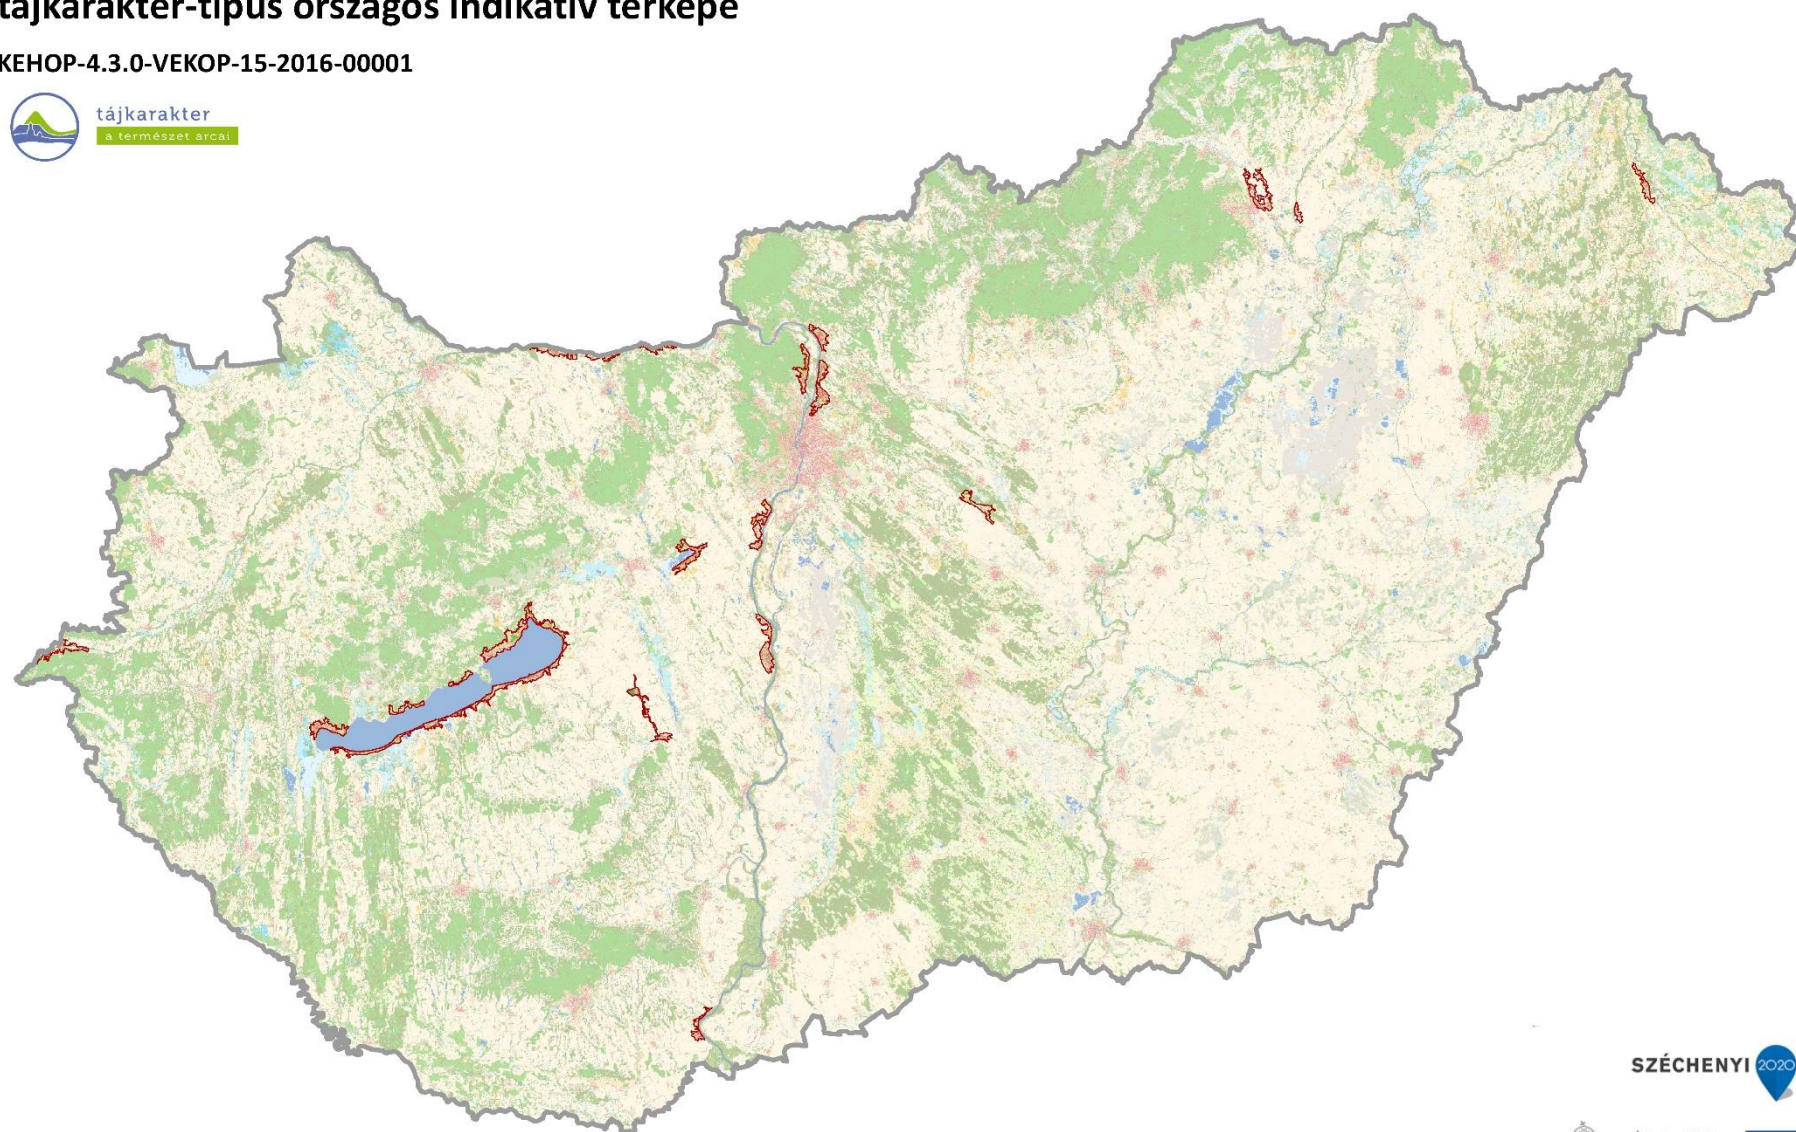 tájkarakter-típus országos indikatív térképe
KEHOP-4.3.0-VEKOP-15-2016-00001
tájkarakter
a természet arcai
SZÉCHENYI 2020